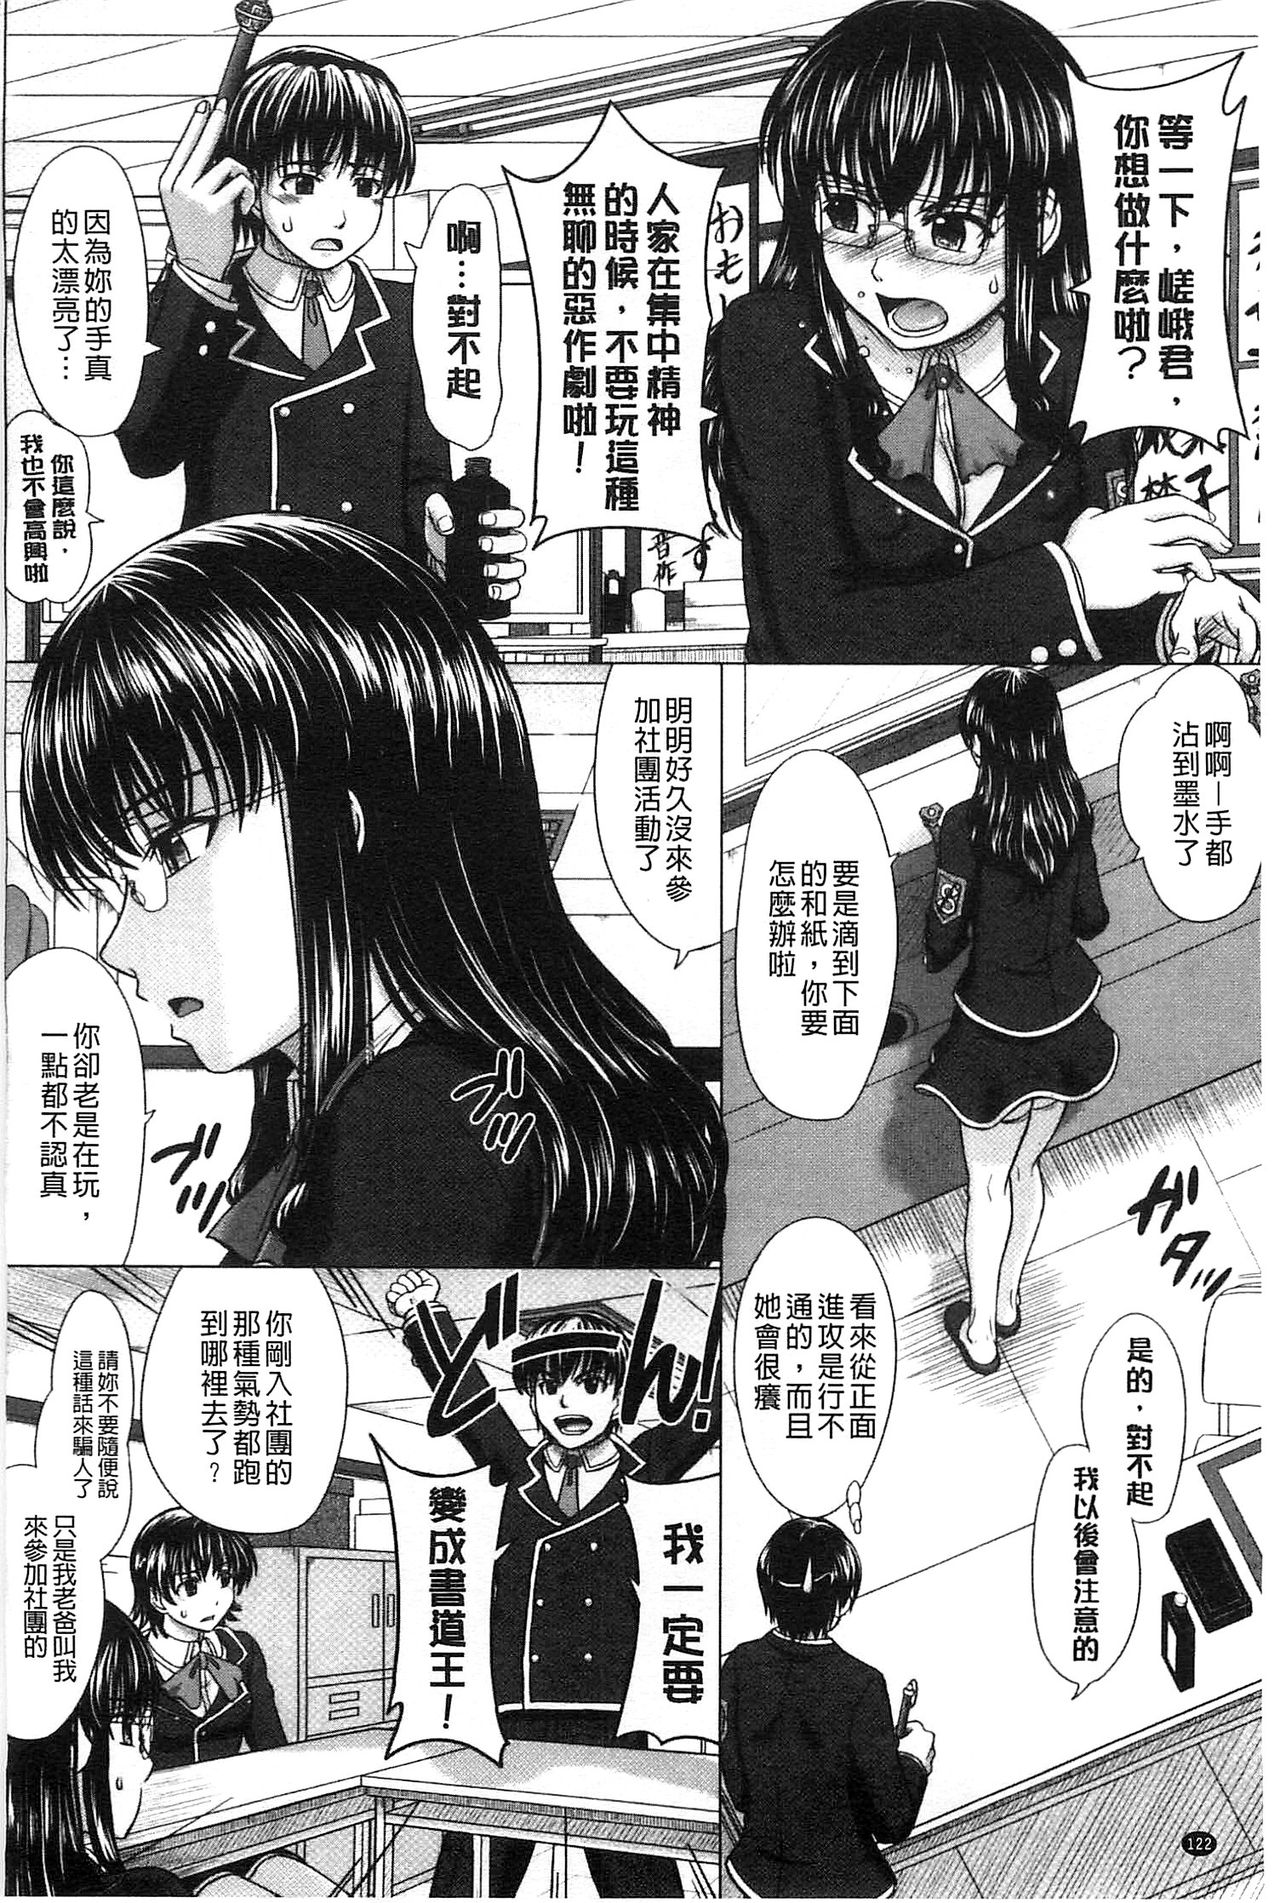 等一下，嵯峨君，
你想做什麼啦？
人家在集中精神
的時候，不要玩這種
無聊的惡作劇啦！
啊…對不起
因為妳的手真
的太漂亮了…
你這麼說，
我也不會高興啦
おも
す
啊啊—手都
沾到墨水了
要是滴到下面
的和紙，你要
怎麼辦啦
ガタッ
是的，對不起
我以後會注意的
看來從正面
進攻是行不
通的，而且
她會很癢
明明好久沒來參
加社團活動了
你卻老是在玩，
一點都不認真
どーん！
我一定要
變成書道王！
你剛入社團的
那種氣勢都跑
到哪裡去了？
請妳不要隨便說
這種話來騙人了
只是我老爸叫我
來參加社團的
122